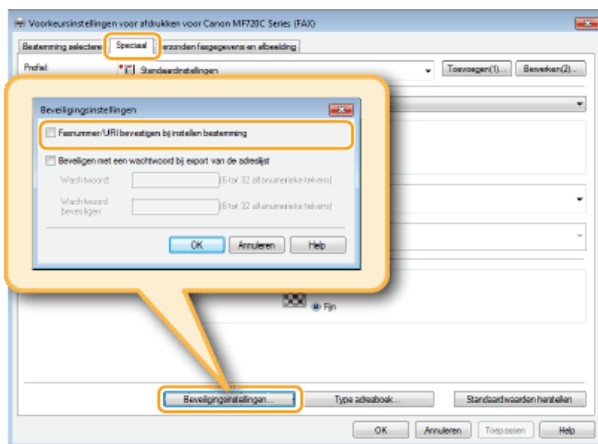 Voorkeursinstellingen voor afdrukken voor Canon MF720C Series (FAX)
Bestemming selectere Speciaal erzonden faxgegevens en afbeelding
Profiel: Standaardinstellingen Toevoegen(1)... Bewerken(2)...
Beveiligingsinstellingen
Faxnummer/URI bevestigen bij instellen bestemming
Beveiligen met een wachtwoord bij export van de adreslijst
Wachtwoord: (6 tot 32 alfanumerieke tekens)
Wachtwoord bevestigen: (6 tot 32 alfanumerieke tekens)
OK Annuleren Help
Fijn
Beveiligingsinstellingen... Type adresboek... Standaardwaarden herstellen
OK Annuleren Toepassen Help